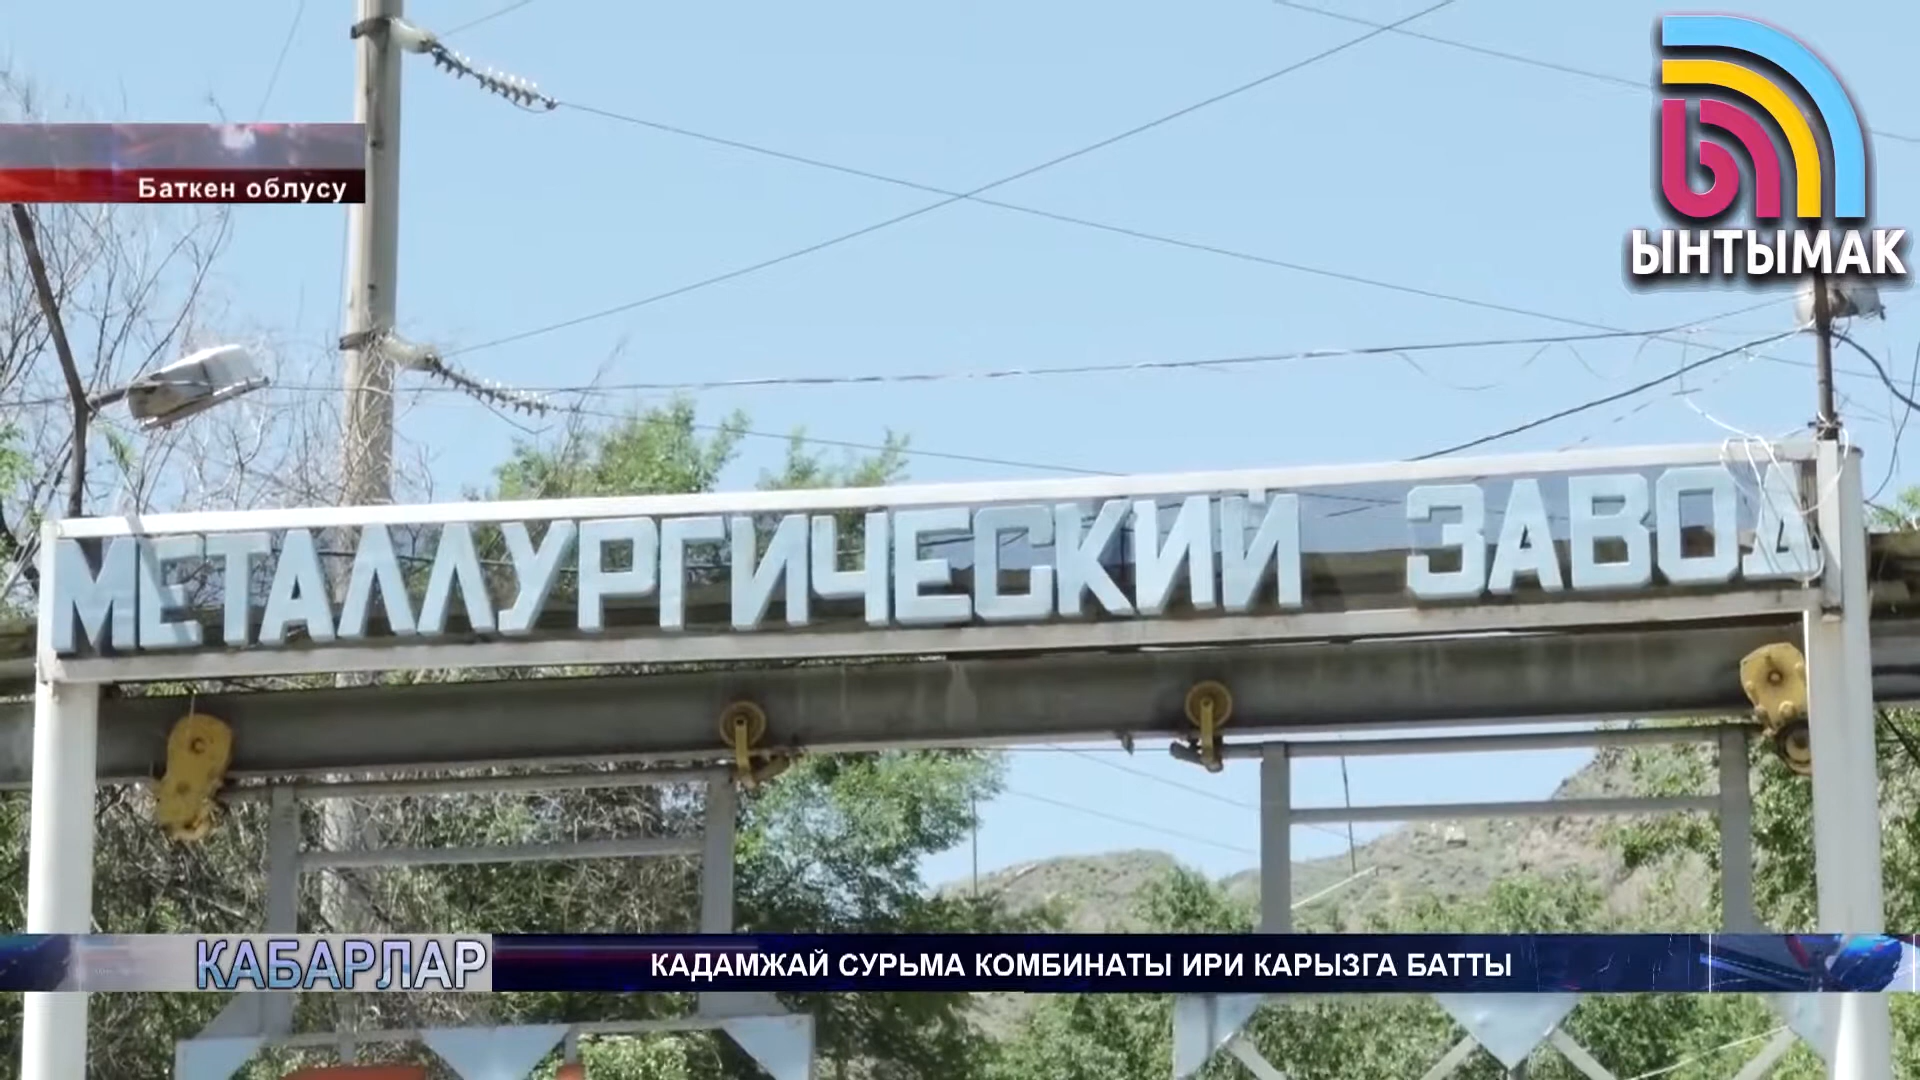 Баткен облусу
ЫНТЫМАК
МЕТАЛЛУРГИЧЕСКИЙ ЗАВОД
КАБАРЛАР
КАДАМЖАЙ СУРЬМА КОМБИНАТЫ ИРИ КАРЫЗГА БАТТЫ